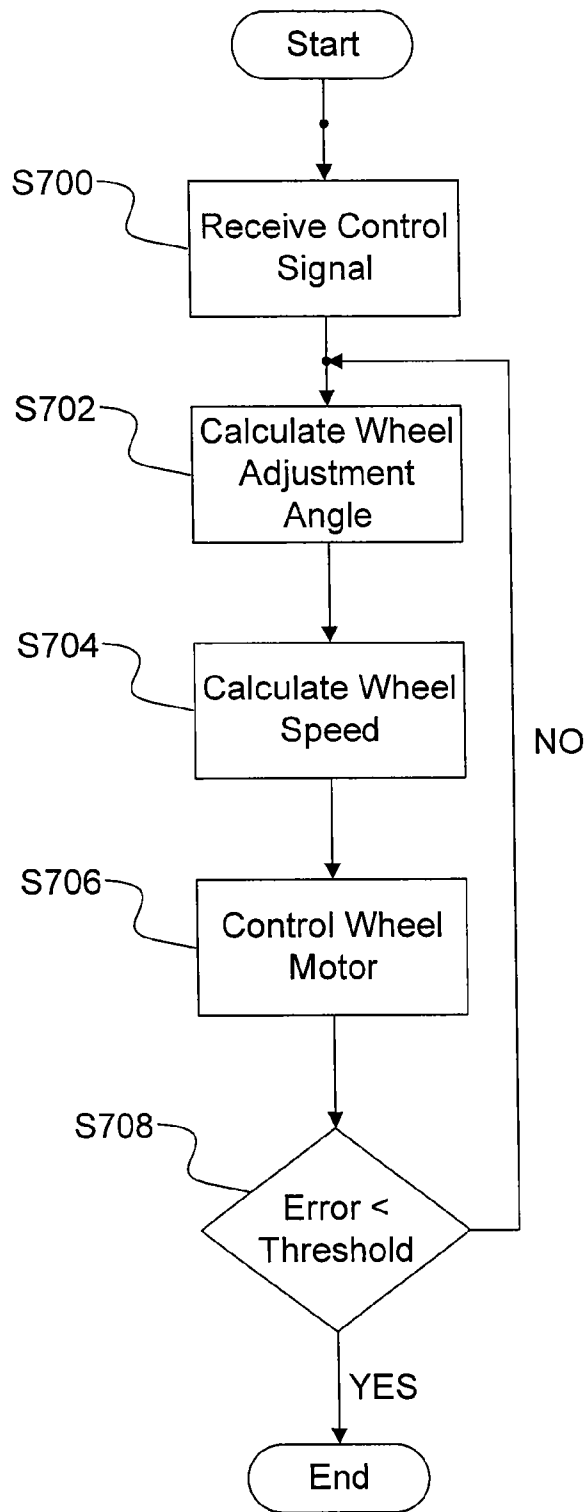 Start
S700
Receive Control
Signal
S702
Calculate Wheel
Adjustment
Angle
S704
Calculate Wheel
Speed
NO
S706
Control Wheel
Motor
S708
Error <
Threshold
YES
End